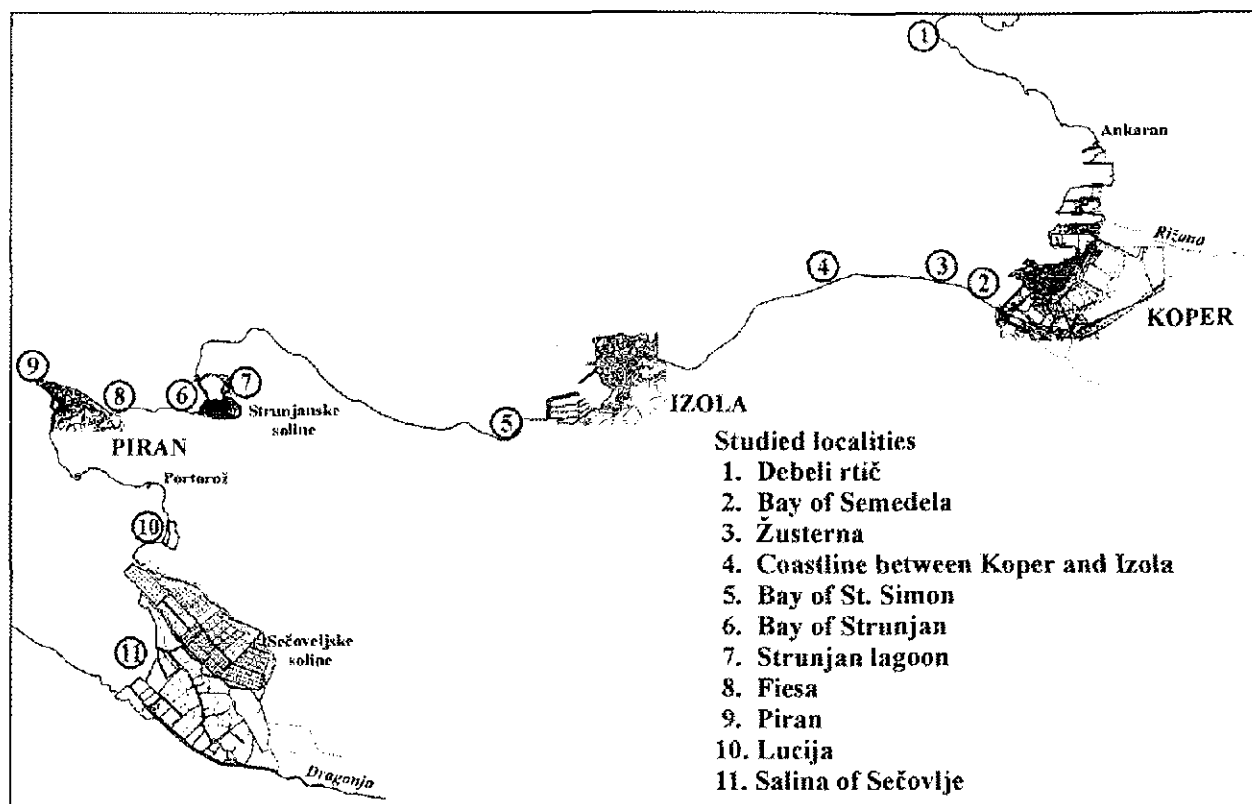 1
Ankaran
Rižana
4
3
2
KOPER
9
8
6
7
Strunjanske
soline
IZOLA
5
PIRAN
Portorož
10
Sečoveljske
soline
11
Dragonja
Studied localities
1. Debeli rtič
2. Bay of Semedela
3. Žusterna
4. Coastline between Koper and Izola
5. Bay of St. Simon
6. Bay of Strunjan
7. Strunjan lagoon
8. Fiesa
9. Piran
10. Lucija
11. Salina of Sečovlje